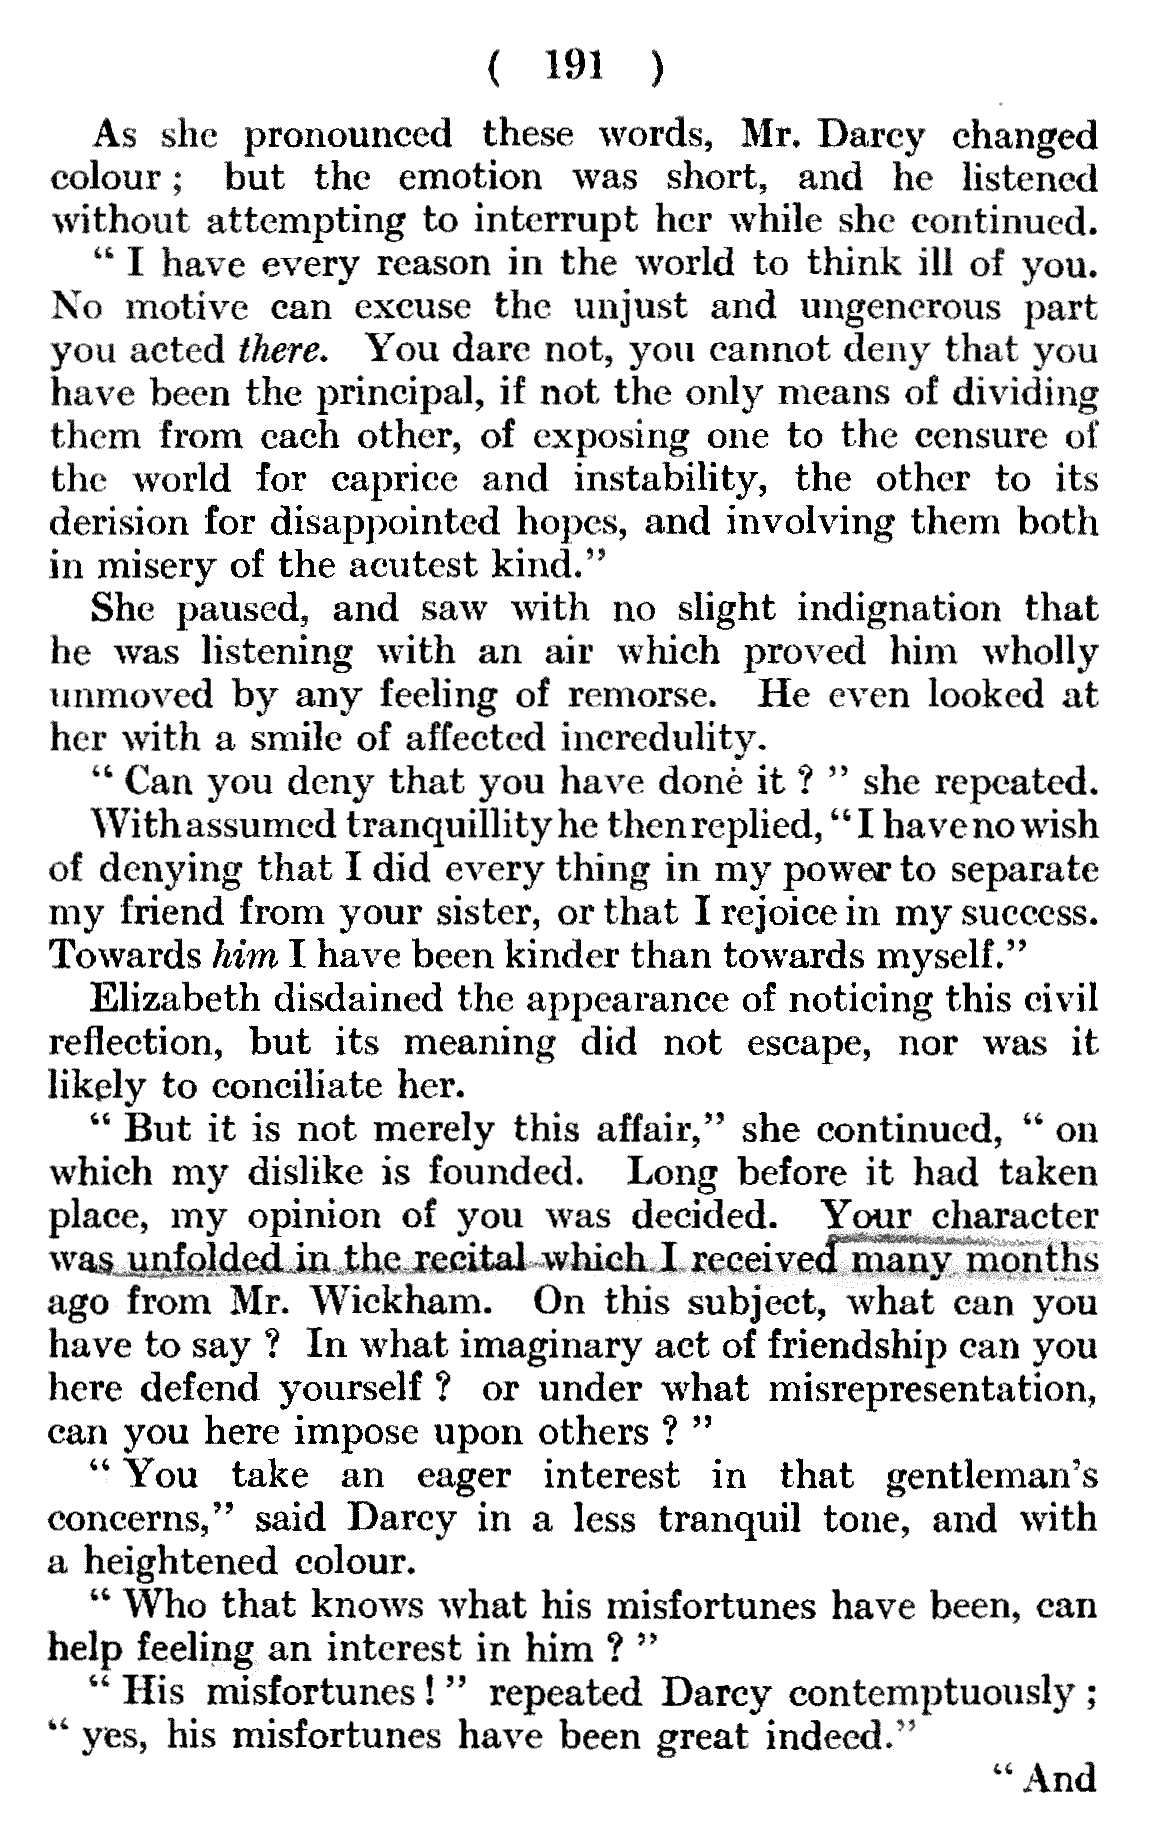 ( 191 )
As she pronounced these words, Mr. Darcy changed
colour ; but the emotion was short, and he listened
without attempting to interrupt her while she continued.
“ I have every reason in the world to think ill of you.
No motive can excuse the unjust and ungenerous part
you acted there. You dare not, you cannot deny that you
have been the principal, if not the only means of dividing
them from each other, of exposing one to the censure of
the world for caprice and instability, the other to its
derision for disappointed hopes, and involving them both
in misery of the acutest kind.”
She paused, and saw with no slight indignation that
he was listening with an air which proved him wholly
unmoved by any feeling of remorse. He even looked at
her with a smile of affected incredulity.
“ Can you deny that you have done it ? ” she repeated.
With assumed tranquillity he then replied, “ I have no wish
of denying that I did every thing in my power to separate
my friend from your sister, or that I rejoice in my success.
Towards him I have been kinder than towards myself.”
Elizabeth disdained the appearance of noticing this civil
reflection, but its meaning did not escape, nor was it
likely to conciliate her.
“ But it is not merely this affair,” she continued, “ on
which my dislike is founded. Long before it had taken
place, my opinion of you was decided. Your character
was unfolded in the recital which I received many months
ago from Mr. Wickham. On this subject, what can you
have to say ? In what imaginary act of friendship can you
here defend yourself ? or under what misrepresentation,
can you here impose upon others ? ”
“ You take an eager interest in that gentleman’s
concerns,” said Darcy in a less tranquil tone, and with
a heightened colour.
“ Who that knows what his misfortunes have been, can
help feeling an interest in him ? ”
“ His misfortunes ! ” repeated Darcy contemptuously ;
“ yes, his misfortunes have been great indeed.”
“ And